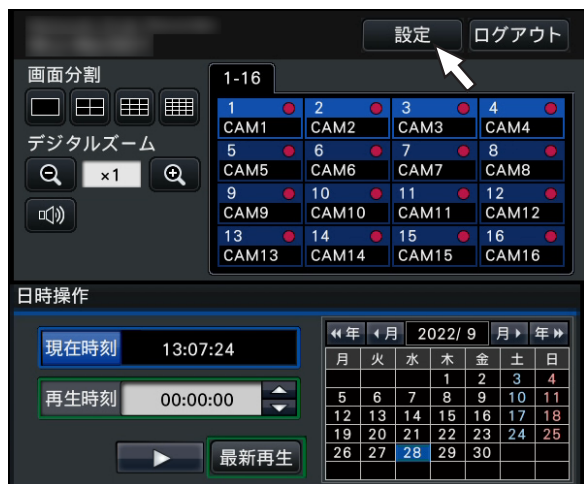 設定 ログアウト
画面分割
1-16
1 2 3 4
CAM1 CAM2 CAM3 CAM4
デジタルズーム
5 6 7 8
CAM5 CAM6 CAM7 CAM8
×1
9 10 11 12
CAM9 CAM10 CAM11 CAM12
13 14 15 16
CAM13 CAM14 CAM15 CAM16
日時操作
現在時刻 13:07:24
再生時刻 00:00:00
最新再生
年 月 2022/ 9 月 年
月 火 水 木 金 土 日
1 2 3 4
5 6 7 8 9 10 11
12 13 14 15 16 17 18
19 20 21 22 23 24 25
26 27 28 29 30